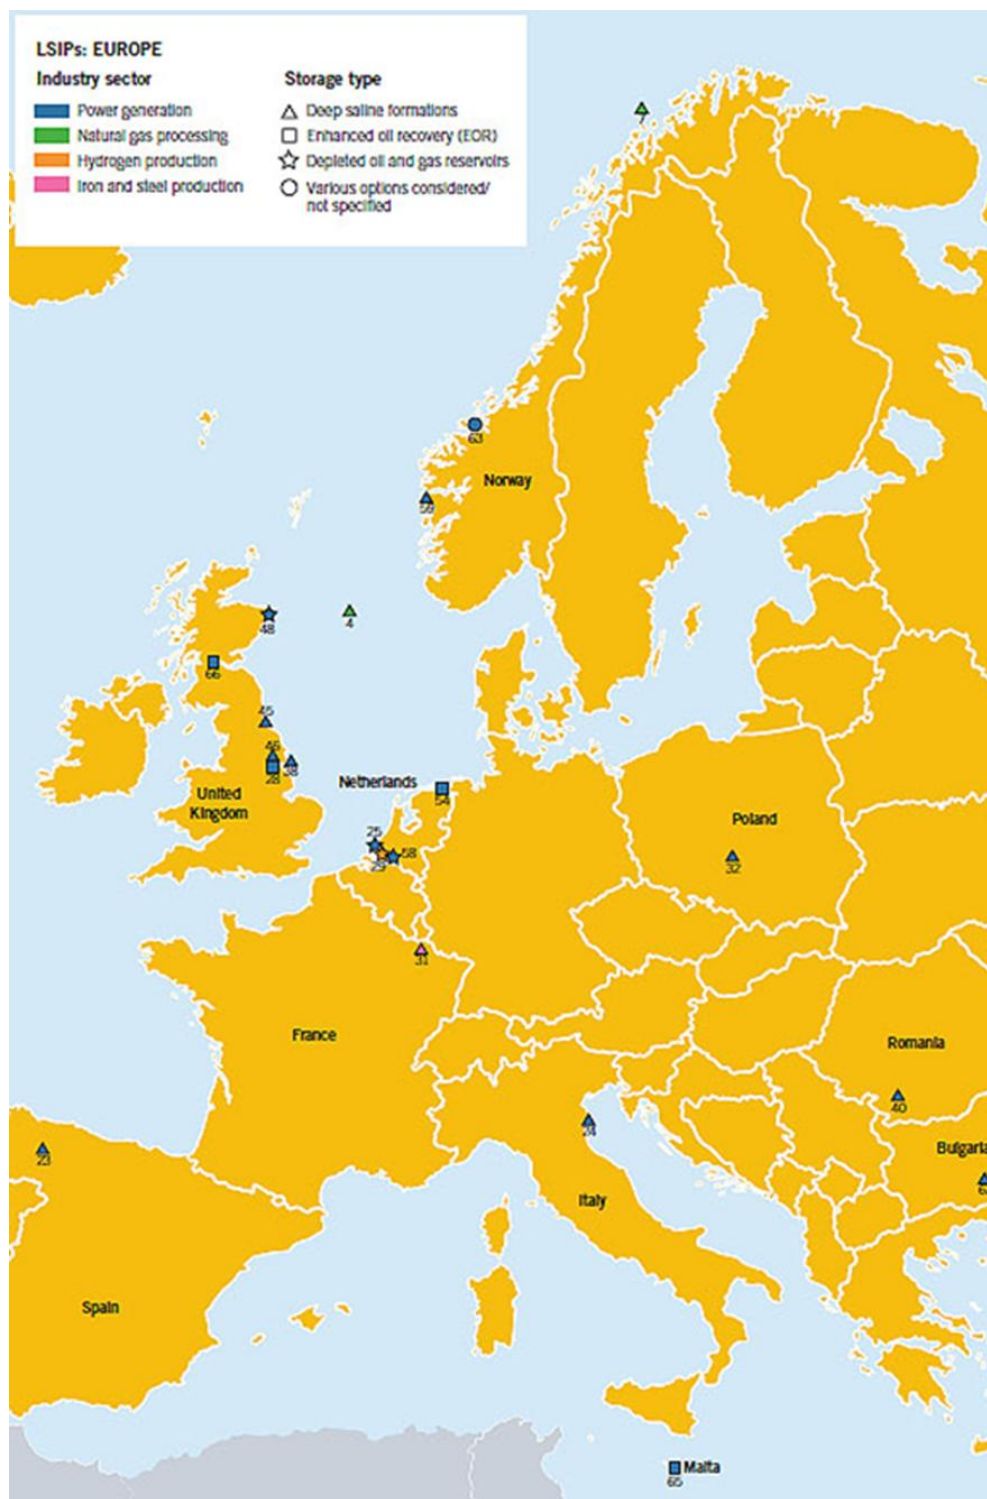 LSIPs: EUROPE
Industry sector
Power generation
Natural gas processing
Hydrogen production
Iron and steel production
Storage type
Deep saline formations
Enhanced oil recovery (EOR)
Depleted oil and gas reservoirs
Various options considered/
not specified
7
Norway
59
4
48
66
45
46
38
28
United
Kingdom
Netherlands
54
25
58
29
Poland
32
31
France
Romania
40
24
23
Bulgaria
Italy
Spain
Malta
65